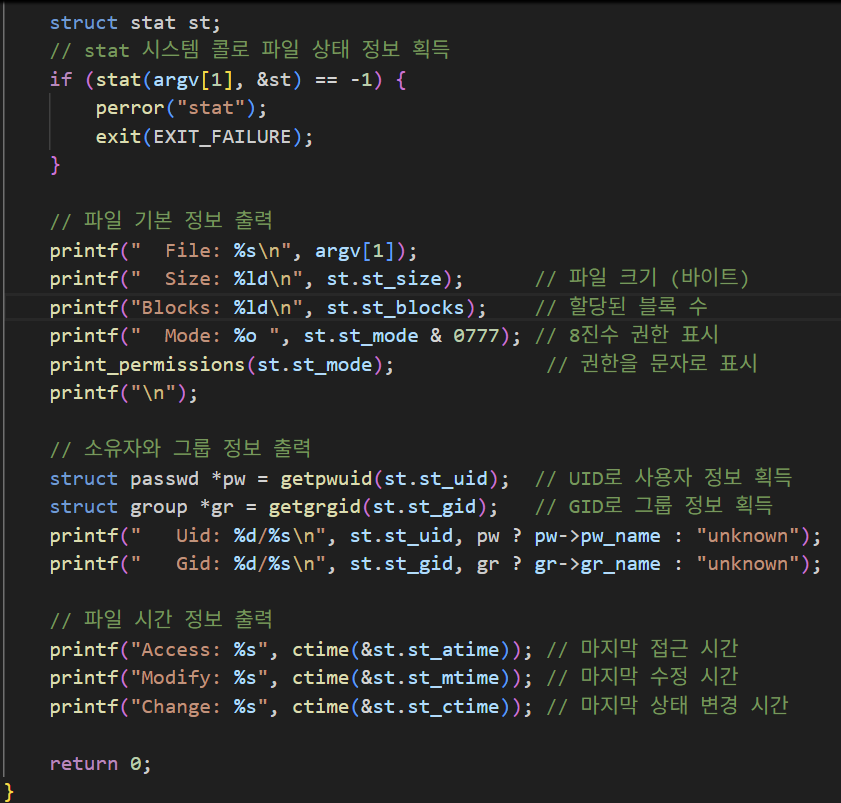 struct stat st;
// stat 시스템 콜로 파일 상태 정보 획득
if (stat(argv[1], &st) == -1) {
    perror("stat");
    exit(EXIT_FAILURE);
}

// 파일 기본 정보 출력
printf("  File: %s\n", argv[1]);
printf("  Size: %ld\n", st.st_size);      // 파일 크기 (바이트)
printf("Blocks: %ld\n", st.st_blocks);    // 할당된 블록 수
printf("  Mode: %o ", st.st_mode & 0777); // 8진수 권한 표시
print_permissions(st.st_mode);             // 권한을 문자로 표시
printf("\n");

// 소유자와 그룹 정보 출력
struct passwd *pw = getpwuid(st.st_uid);  // UID로 사용자 정보 획득
struct group *gr = getgrgid(st.st_gid);   // GID로 그룹 정보 획득
printf("   Uid: %d/%s\n", st.st_uid, pw ? pw->pw_name : "unknown");
printf("   Gid: %d/%s\n", st.st_gid, gr ? gr->gr_name : "unknown");

// 파일 시간 정보 출력
printf("Access: %s", ctime(&st.st_atime)); // 마지막 접근 시간
printf("Modify: %s", ctime(&st.st_mtime)); // 마지막 수정 시간
printf("Change: %s", ctime(&st.st_ctime)); // 마지막 상태 변경 시간

return 0;
}